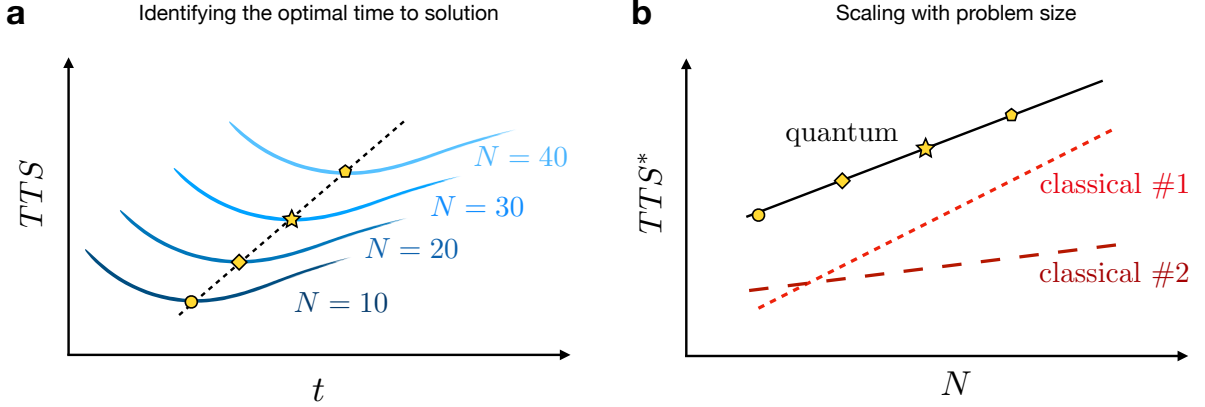 a
Identifying the optimal time to solution
TTS
N = 40
N = 30
N = 20
N = 10
t
b
Scaling with problem size
TTS*
quantum
classical #1
classical #2
N